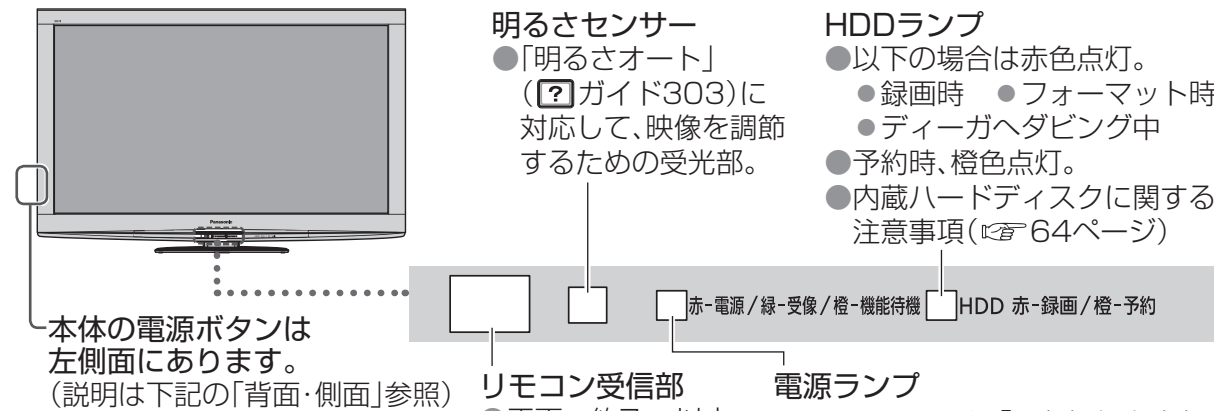 Panasonic
明るさセンサー
●「明るさオート」
(?ガイド303)に
対応して、映像を調節
するための受光部。
HDDランプ
●以下の場合は赤色点灯。
●録画時 ●フォーマット時
●ディーガへダビング中
●予約時、橙色点灯。
●内蔵ハードディスクに関する
注意事項(☞64ページ)
赤-電源/緑-受像/橙-機能待機
HDD 赤-録画/橙-予約
本体の電源ボタンは
左側面にあります。
(説明は下記の「背面・側面」参照)
リモコン受信部
電源ランプ